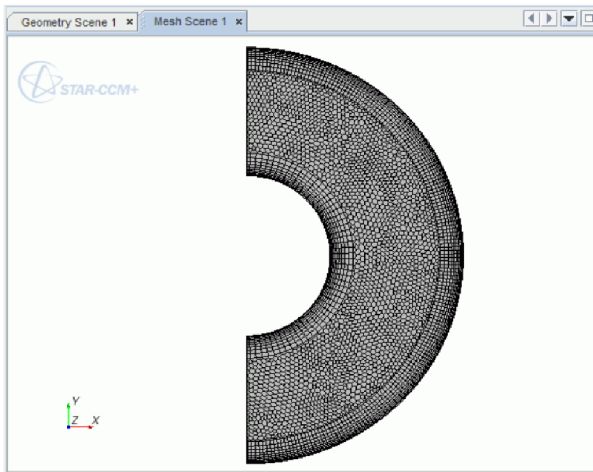 Geometry Scene 1 × Mesh Scene 1 ×
STAR-CCM+
Y
Z X